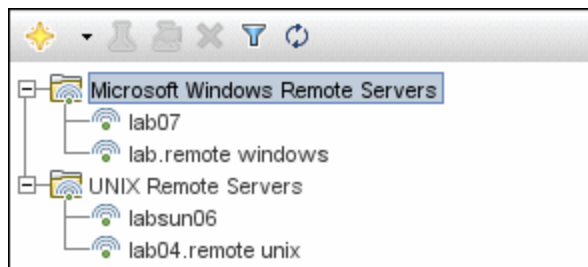 Microsoft Windows Remote Servers
lab07
lab.remote windows
UNIX Remote Servers
labsun06
lab04.remote unix